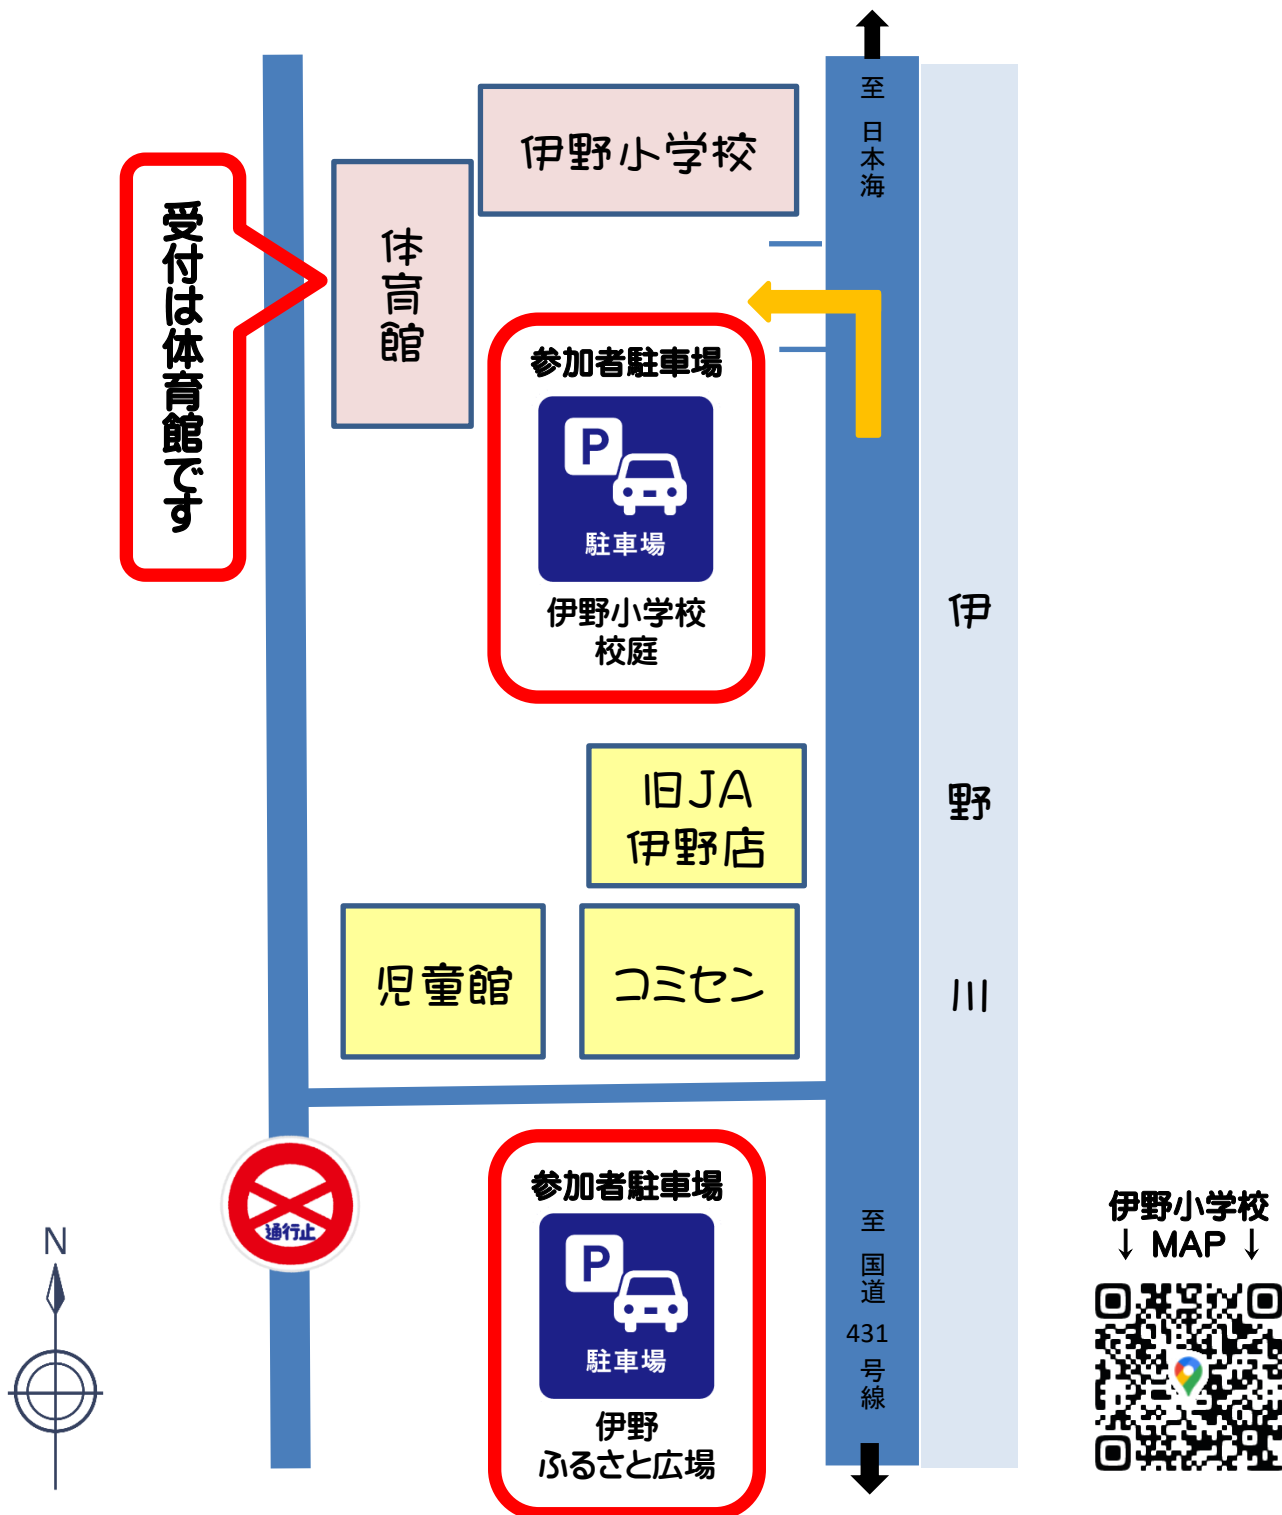 至 日本海
伊野小学校
体育館
受付は体育館です
参加者駐車場
P
駐車場
伊野小学校
校庭
伊野川
旧JA
伊野店
児童館
コミセン
通行止
参加者駐車場
P
駐車場
伊野
ふるさと広場
至 国道431号線
N
伊野小学校
↓ MAP ↓